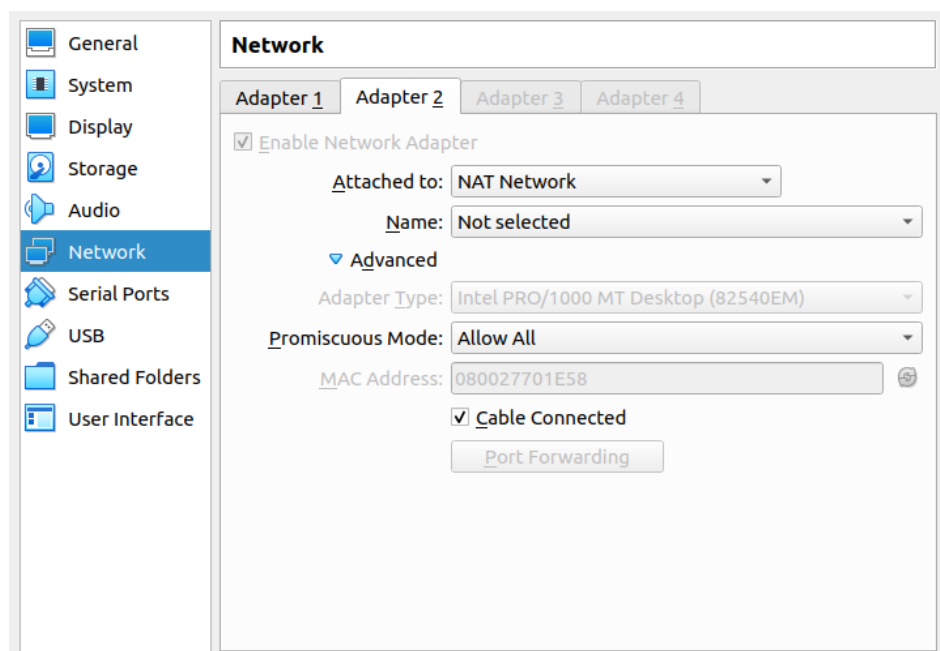 General
System
Display
Storage
Audio
Network
Serial Ports
USB
Shared Folders
User Interface
Network
Adapter 1 Adapter 2 Adapter 3 Adapter 4
Enable Network Adapter
Attached to: NAT Network
Name: Not selected
Advanced
Adapter Type: Intel PRO/1000 MT Desktop (82540EM)
Promiscuous Mode: Allow All
MAC Address: 080027701E58
Cable Connected
Port Forwarding